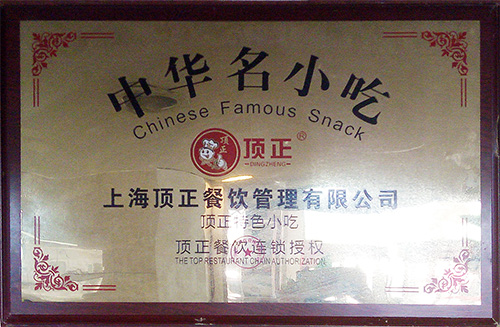 中华名小吃
Chinese Famous Snack
顶正
顶正®
DINGZHENG
上海顶正餐饮管理有限公司
顶正特色小吃
顶正餐饮连锁授权
THE TOP RESTAURANT CHAIN AUTHORIZATION